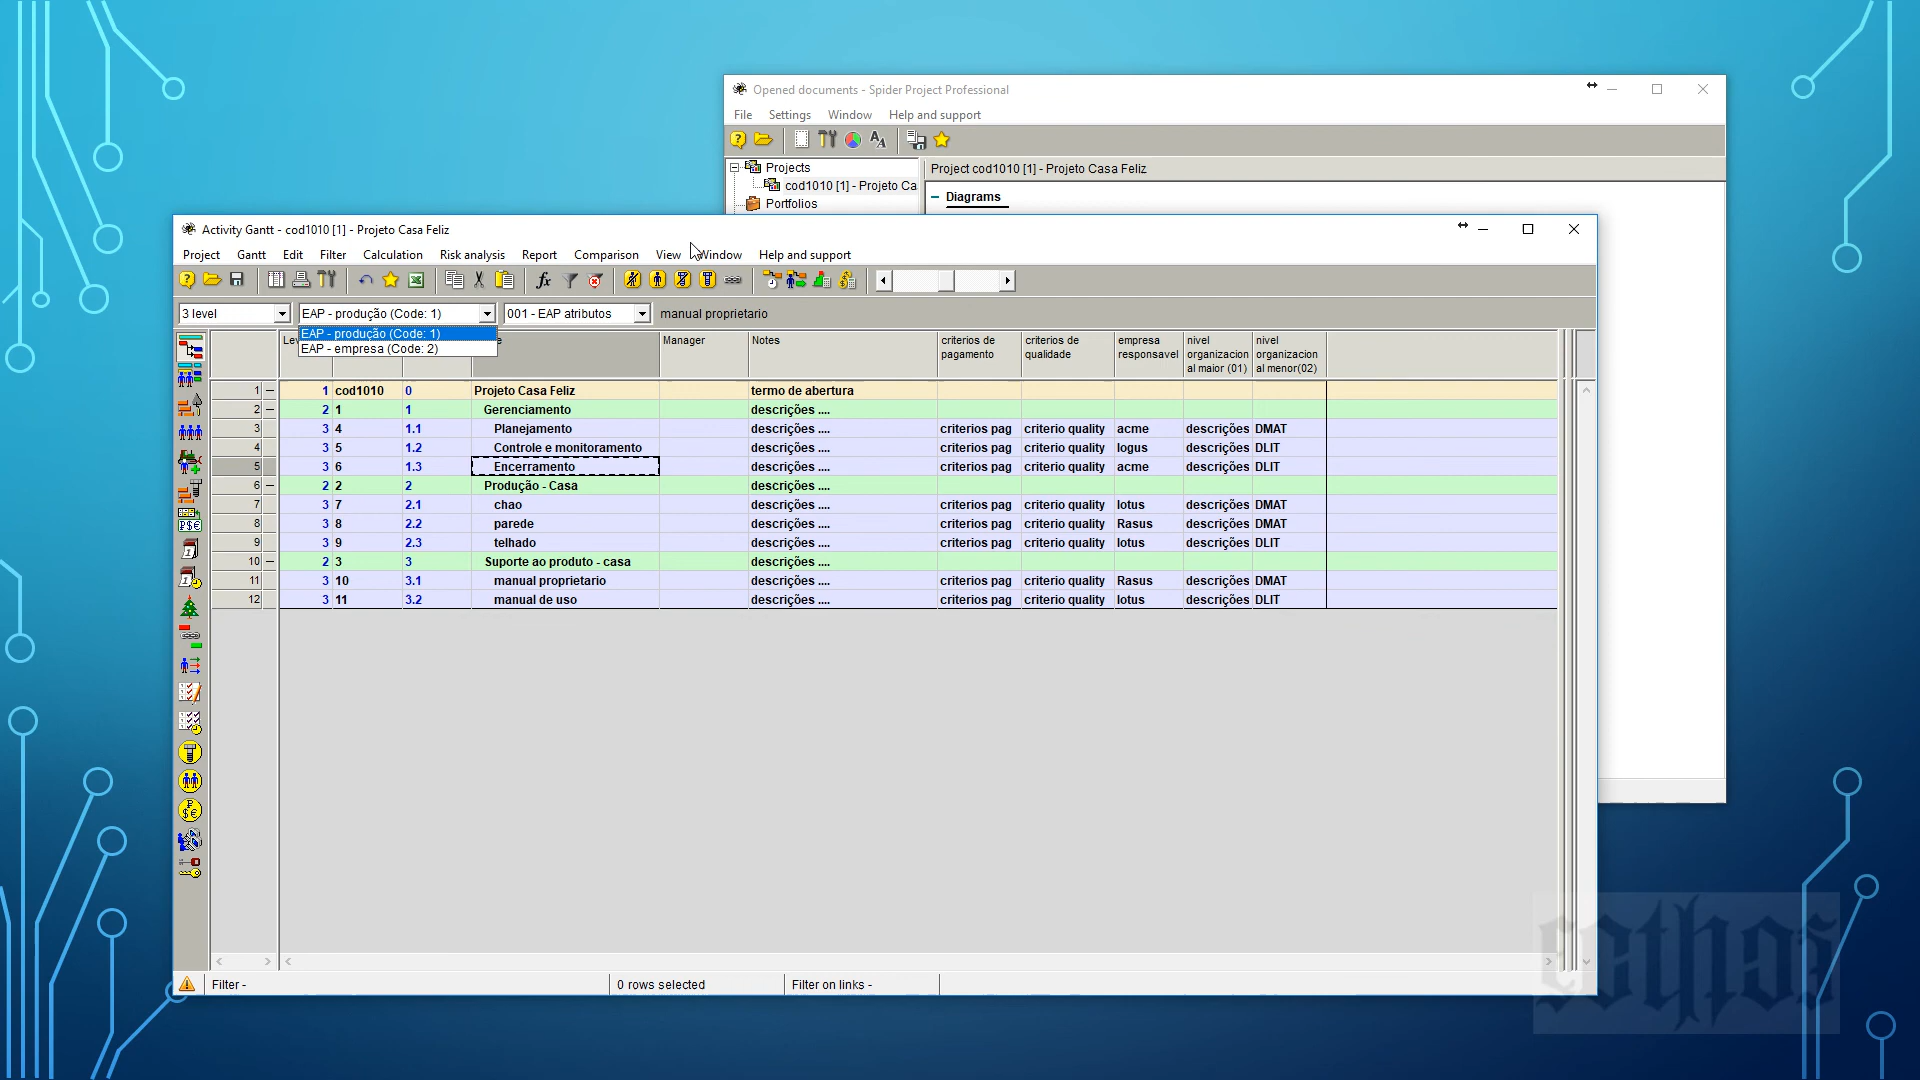 Opened documents - Spider Project Professional
File Settings Window Help and support
Projects
cod1010 [1] - Projeto Ca
Portfolios
Project cod1010 [1] - Projeto Casa Feliz
Diagrams
Activity Gantt - cod1010 [1] - Projeto Casa Feliz
Project Gantt Edit Filter Calculation Risk analysis Report Comparison View Window Help and support
3 level EAP - produção (Code: 1) 001 - EAP atributos manual proprietario
EAP - produção (Code: 1)
EAP - empresa (Code: 2)
Manager Notes criterios de pagamento criterios de qualidade empresa responsavel nivel organizacion al maior (01) nivel organizacion al menor(02)
1 1 cod1010 0 Projeto Casa Feliz termo de abertura
2 2 1 1 Gerenciamento descrições ....
3 3 4 1.1 Planejamento descrições .... criterios pag criterio quality acme descrições DMAT
4 3 5 1.2 Controle e monitoramento descrições .... criterios pag criterio quality logus descrições DLIT
5 3 6 1.3 Encerramento descrições .... criterios pag criterio quality acme descrições DLIT
6 2 2 2 Produção - Casa descrições ....
7 3 7 2.1 chao descrições .... criterios pag criterio quality lotus descrições DMAT
8 3 8 2.2 parede descrições .... criterios pag criterio quality Rasus descrições DMAT
9 3 9 2.3 telhado descrições .... criterios pag criterio quality lotus descrições DLIT
10 2 3 3 Suporte ao produto - casa descrições ....
11 3 10 3.1 manual proprietario descrições .... criterios pag criterio quality Rasus descrições DMAT
12 3 11 3.2 manual de uso descrições .... criterios pag criterio quality lotus descrições DLIT
Filter - 0 rows selected Filter on links -